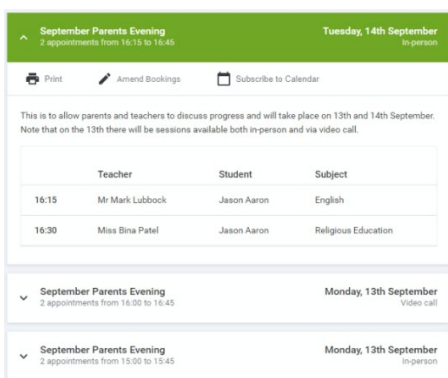 September Parents Evening
Tuesday, 14th September
2 appointments from 16:15 to 16:45
In-person
Print
Amend Bookings
Subscribe to Calendar
This is to allow parents and teachers to discuss progress and will take place on 13th and 14th September.
Note that on the 13th there will be sessions available both in-person and via video call.
Teacher Student Subject
16:15 Mr Mark Lubbock Jason Aaron English
16:30 Miss Bina Patel Jason Aaron Religious Education
September Parents Evening
Monday, 13th September
2 appointments from 16:00 to 16:45
Video call
September Parents Evening
Monday, 13th September
2 appointments from 15:00 to 15:45
In-person